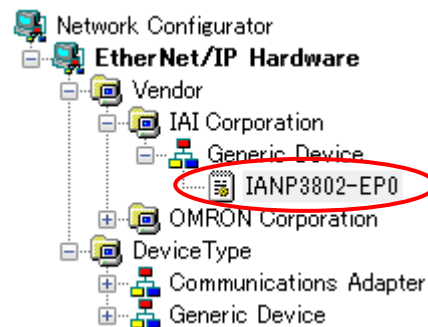 Network Configurator
EtherNet/IP Hardware
Vendor
IAI Corporation
Generic Device
IANP3802-EP0
OMRON Corporation
DeviceType
Communications Adapter
Generic Device